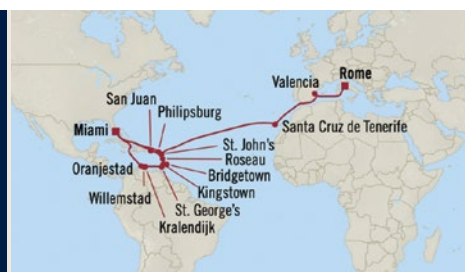 Rome
Valencia
San Juan
Philipsburg
Miami
Santa Cruz de Tenerife
St. John's
Roseau
Oranjestad
Bridgetown
Kingstown
Willemstad
St. George's
Kralendijk